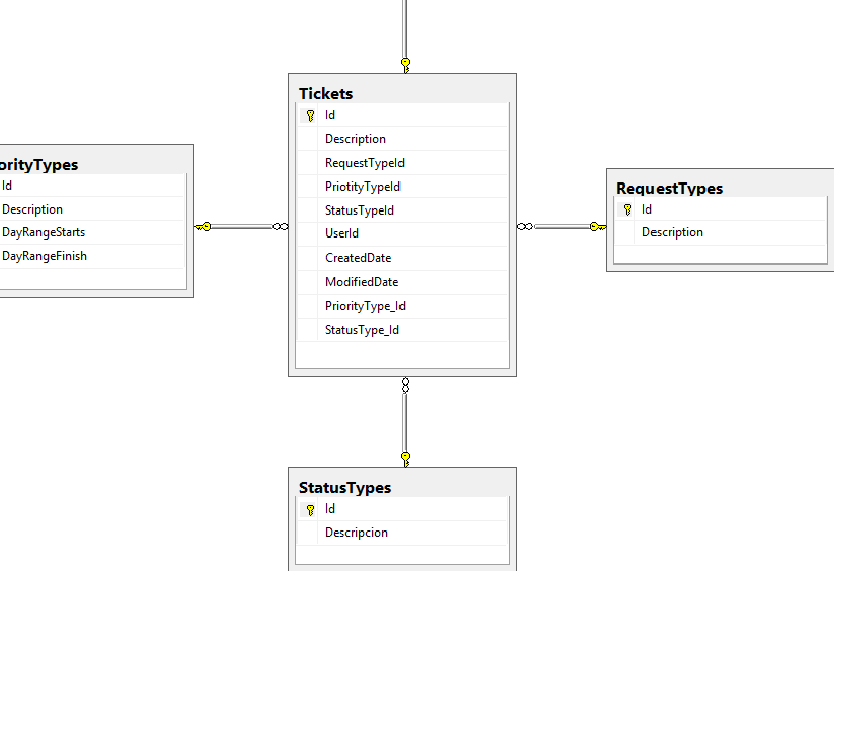 Tickets
Id
Description
RequestTypeId
PriotityTypeId
StatusTypeId
UserId
CreatedDate
ModifiedDate
PriorityType_Id
StatusType_Id
orityTypes
Id
Description
DayRangeStarts
DayRangeFinish
RequestTypes
Id
Description
StatusTypes
Id
Descripcion